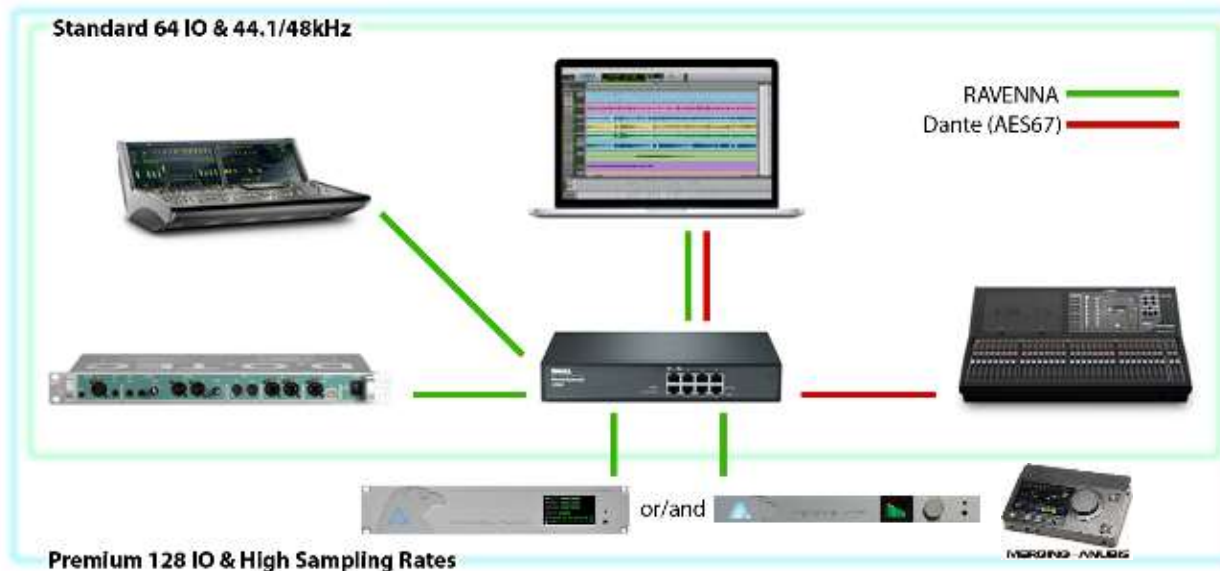 Standard 64 IO & 44.1/48kHz
RAVENNA
Dante (AES67)
DELL
or/and
MERGING - ANUBIS
Premium 128 IO & High Sampling Rates